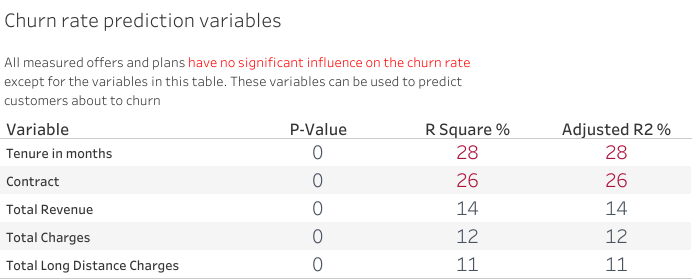 Churn rate prediction variables
All measured offers and plans have no significant influence on the churn rate
except for the variables in this table. These variables can be used to predict
customers about to churn
Variable P-Value R Square % Adjusted R2 %
Tenure in months 0 28 28
Contract 0 26 26
Total Revenue 0 14 14
Total Charges 0 12 12
Total Long Distance Charges 0 11 11